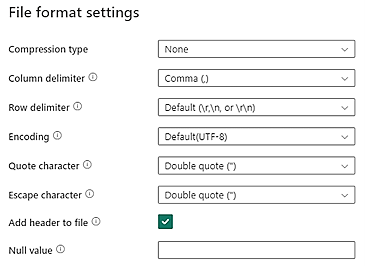 File format settings
Compression type None
Column delimiter Comma (,)
Row delimiter Default (\r,\n, or \r\n)
Encoding Default(UTF-8)
Quote character Double quote (")
Escape character Double quote (")
Add header to file
Null value